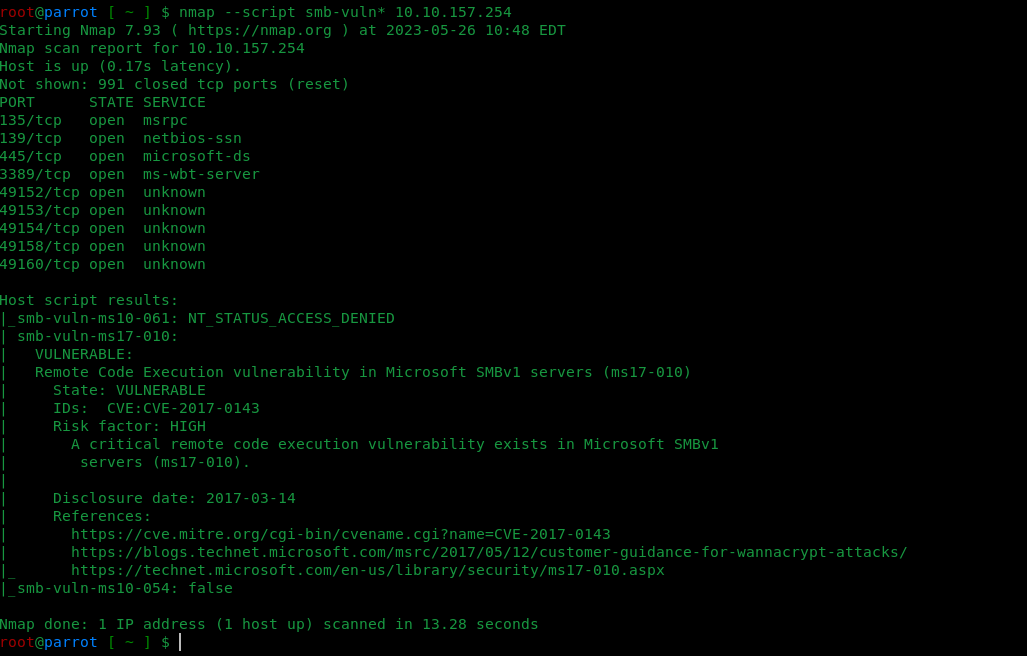 root@parrot [ ~ ] $ nmap --script smb-vuln* 10.10.157.254
Starting Nmap 7.93 ( https://nmap.org ) at 2023-05-26 10:48 EDT
Nmap scan report for 10.10.157.254
Host is up (0.17s latency).
Not shown: 991 closed tcp ports (reset)
PORT      STATE SERVICE
135/tcp   open  msrpc
139/tcp   open  netbios-ssn
445/tcp   open  microsoft-ds
3389/tcp  open  ms-wbt-server
49152/tcp open  unknown
49153/tcp open  unknown
49154/tcp open  unknown
49158/tcp open  unknown
49160/tcp open  unknown

Host script results:
|_smb-vuln-ms10-061: NT_STATUS_ACCESS_DENIED
| smb-vuln-ms17-010:
|   VULNERABLE:
|   Remote Code Execution vulnerability in Microsoft SMBv1 servers (ms17-010)
|     State: VULNERABLE
|     IDs:  CVE:CVE-2017-0143
|     Risk factor: HIGH
|       A critical remote code execution vulnerability exists in Microsoft SMBv1
|        servers (ms17-010).
|
|     Disclosure date: 2017-03-14
|     References:
|       https://cve.mitre.org/cgi-bin/cvename.cgi?name=CVE-2017-0143
|       https://blogs.technet.microsoft.com/msrc/2017/05/12/customer-guidance-for-wannacrypt-attacks/
|_      https://technet.microsoft.com/en-us/library/security/ms17-010.aspx
|_smb-vuln-ms10-054: false

Nmap done: 1 IP address (1 host up) scanned in 13.28 seconds
root@parrot [ ~ ] $